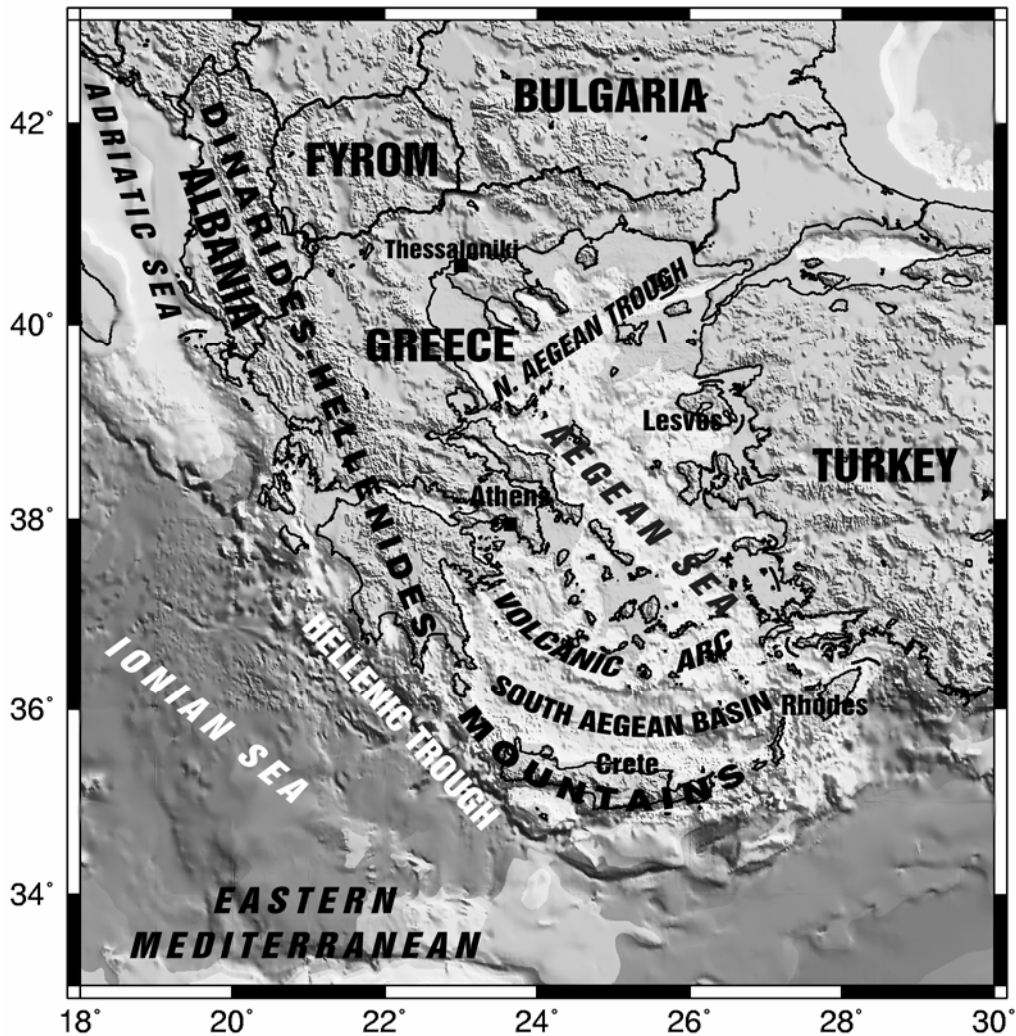 BULGARIA
42°
ADRIATIC SEA
DINARIDES-HELLENIDES
FYROM
ALBANIA
Thessaloniki
N. AEGEAN TROUGH
40°
GREECE
Lesvos
AEGEAN SEA
TURKEY
Athens
38°
VOLCANIC ARC
HELLENIC TROUGH
IONIAN SEA
SOUTH AEGEAN BASIN
Rhodes
36°
MOUNTAINS
Crete
34°
EASTERN
MEDITERRANEAN
18° 20° 22° 24° 26° 28° 30°